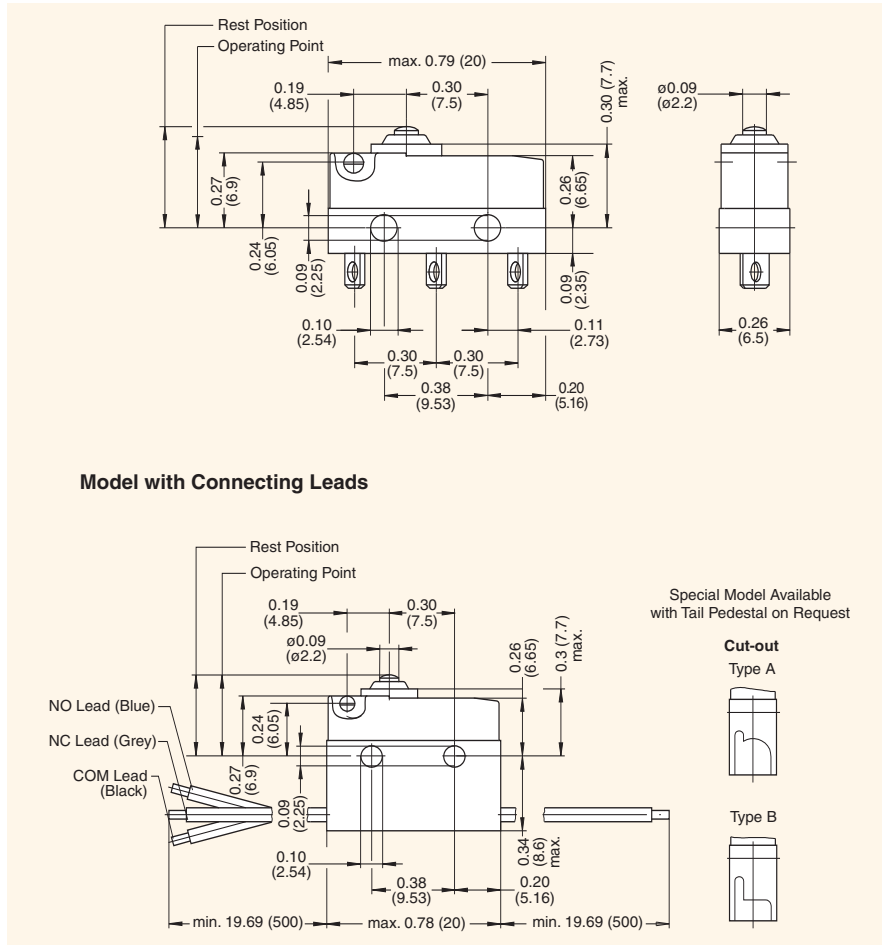 Rest Position
Operating Point
max. 0.79 (20)
0.19
(4.85)
0.30
(7.5)
0.30 (7.7)
max.
ø0.09
(ø2.2)
0.27
(6.9)
0.24
(6.05)
0.09
(2.25)
0.26
(6.65)
0.09
(2.35)
0.10
(2.54)
0.11
(2.73)
0.26
(6.5)
0.30
(7.5)
0.30
(7.5)
0.38
(9.53)
0.20
(5.16)
Model with Connecting Leads
Rest Position
Operating Point
0.19
(4.85)
0.30
(7.5)
ø0.09
(ø2.2)
0.26
(6.65)
0.3 (7.7)
max.
NO Lead (Blue)
NC Lead (Grey)
COM Lead
(Black)
0.24
(6.05)
0.27
(6.9)
0.09
(2.25)
0.34
(8.6)
max.
0.10
(2.54)
0.38
(9.53)
0.20
(5.16)
min. 19.69 (500)
max. 0.78 (20)
min. 19.69 (500)
Special Model Available
with Tail Pedestal on Request
Cut-out
Type A
Type B